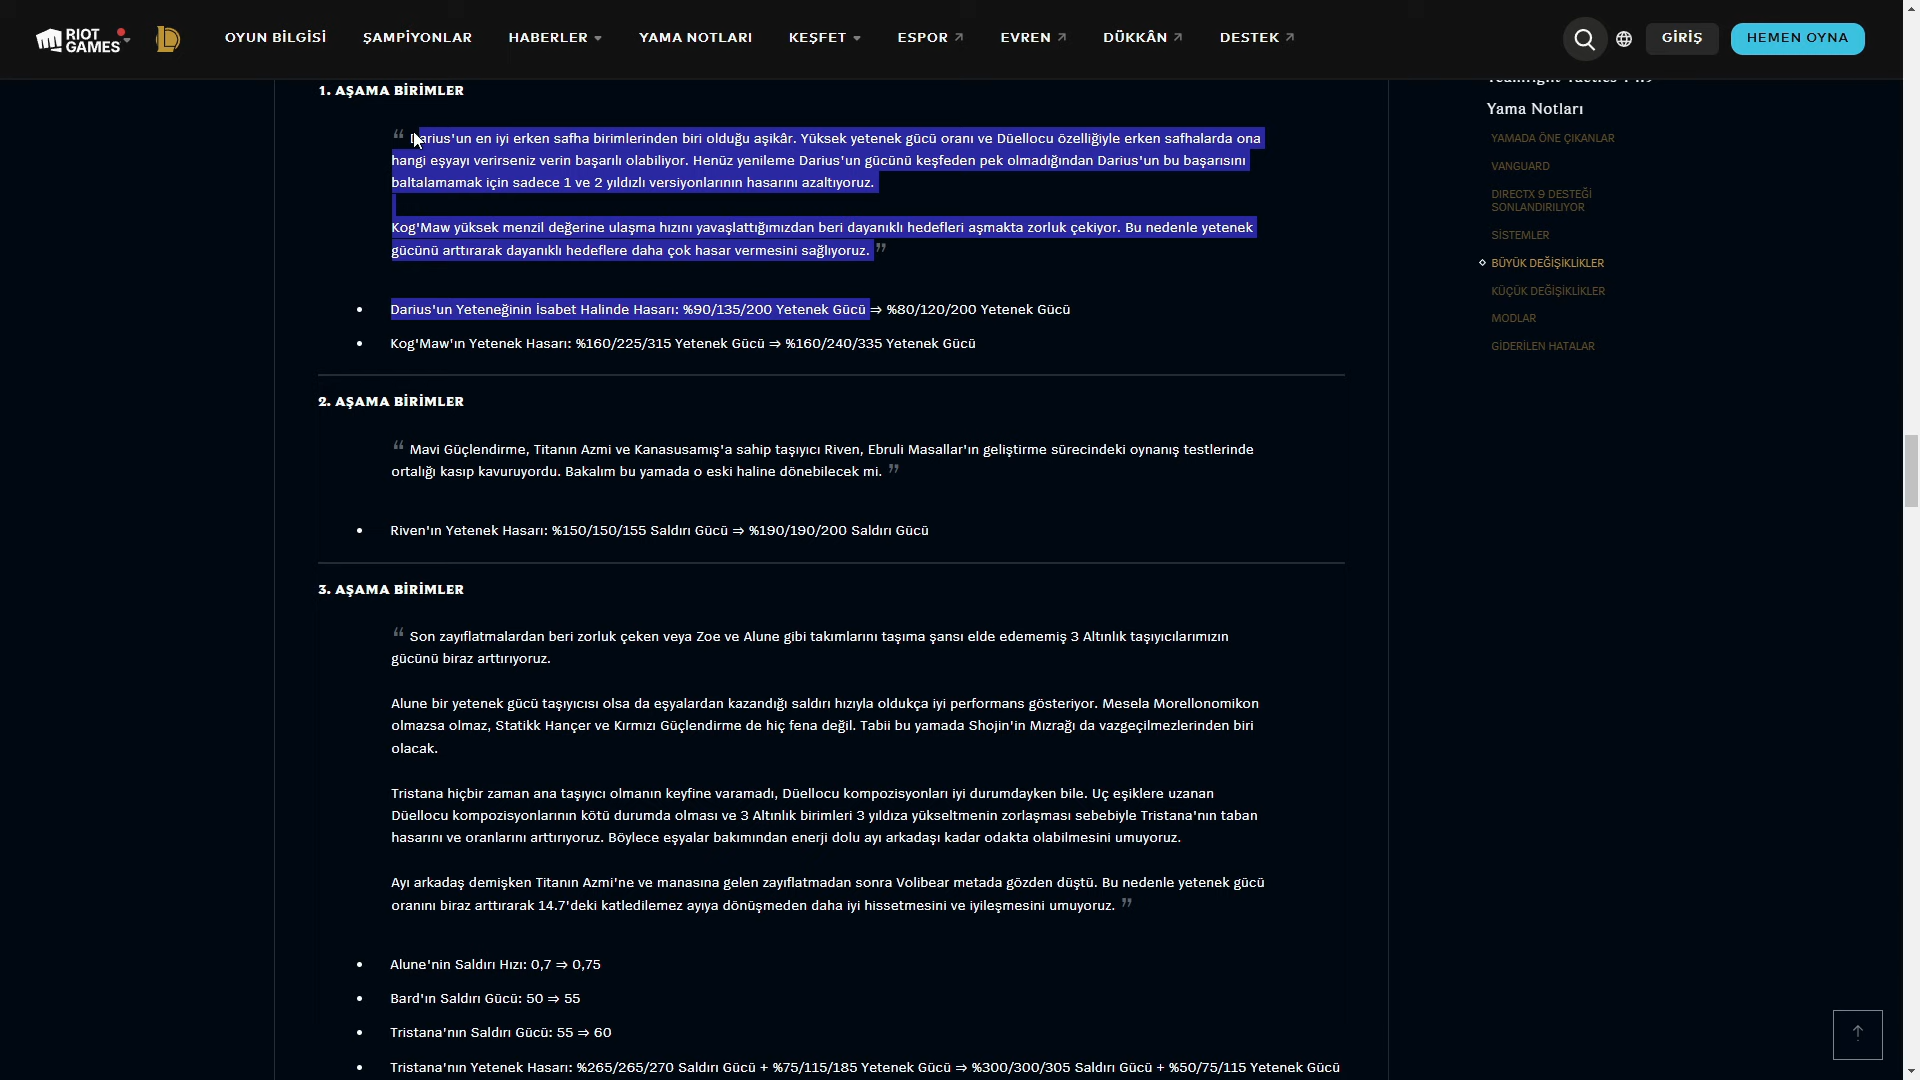 RIOT GAMES
OYUN BİLGİSİ
ŞAMPİYONLAR
HABERLER
YAMA NOTLARI
KEŞFET
ESPOR
EVREN
DÜKKÂN
DESTEK
GİRİŞ
HEMEN OYNA
1. AŞAMA BİRİMLER
“ Darius'un en iyi erken safha birimlerinden biri olduğu aşikâr. Yüksek yetenek gücü oranı ve Düellocu özelliğiyle erken safhalarda ona
hangi eşyayı verirseniz verin başarılı olabiliyor. Henüz yenileme Darius'un gücünü keşfeden pek olmadığından Darius'un bu başarısını
baltalamamak için sadece 1 ve 2 yıldızlı versiyonlarının hasarını azaltıyoruz.
Kog'Maw yüksek menzil değerine ulaşma hızını yavaşlattığımızdan beri dayanıklı hedefleri aşmakta zorluk çekiyor. Bu nedenle yetenek
gücünü arttırarak dayanıklı hedeflere daha çok hasar vermesini sağlıyoruz. ”
• Darius'un Yeteneğinin İsabet Halinde Hasarı: %90/135/200 Yetenek Gücü ⇒ %80/120/200 Yetenek Gücü
• Kog'Maw'ın Yetenek Hasarı: %160/225/315 Yetenek Gücü ⇒ %160/240/335 Yetenek Gücü
2. AŞAMA BİRİMLER
“ Mavi Güçlendirme, Titanın Azmi ve Kanasusamış'a sahip taşıyıcı Riven, Ebruli Masallar'ın geliştirme sürecindeki oynanış testlerinde
ortalığı kasıp kavuruyordu. Bakalım bu yamada o eski haline dönebilecek mi. ”
• Riven'ın Yetenek Hasarı: %150/150/155 Saldırı Gücü ⇒ %190/190/200 Saldırı Gücü
3. AŞAMA BİRİMLER
“ Son zayıflatmalardan beri zorluk çeken veya Zoe ve Alune gibi takımlarını taşıma şansı elde edememiş 3 Altınlık taşıyıcılarımızın
gücünü biraz arttırıyoruz.
Alune bir yetenek gücü taşıyıcısı olsa da eşyalardan kazandığı saldırı hızıyla oldukça iyi performans gösteriyor. Mesela Morellonomikon
olmazsa olmaz, Statikk Hançer ve Kırmızı Güçlendirme de hiç fena değil. Tabii bu yamada Shojin'in Mızrağı da vazgeçilmezlerinden biri
olacak.
Tristana hiçbir zaman ana taşıyıcı olmanın keyfine varamadı, Düellocu kompozisyonları iyi durumdayken bile. Uç eşiklere uzanan
Düellocu kompozisyonlarının kötü durumda olması ve 3 Altınlık birimleri 3 yıldıza yükseltmenin zorlaşması sebebiyle Tristana'nın taban
hasarını ve oranlarını arttırıyoruz. Böylece eşyalar bakımından enerji dolu ayı arkadaşı kadar odakta olabilmesini umuyoruz.
Ayı arkadaş demişken Titanın Azmi'ne ve manasına gelen zayıflatmadan sonra Volibear metada gözden düştü. Bu nedenle yetenek gücü
oranını biraz arttırarak 14.7'deki katledilemez ayıya dönüşmeden daha iyi hissetmesini ve iyileşmesini umuyoruz. ”
• Alune'nin Saldırı Hızı: 0,7 ⇒ 0,75
• Bard'ın Saldırı Gücü: 50 ⇒ 55
• Tristana'nın Saldırı Gücü: 55 ⇒ 60
• Tristana'nın Yetenek Hasarı: %265/265/270 Saldırı Gücü + %75/115/185 Yetenek Gücü ⇒ %300/300/305 Saldırı Gücü + %50/75/115 Yetenek Gücü
Yama Notları
YAMADA ÖNE ÇIKANLAR
VANGUARD
DIRECTX 9 DESTEĞİ
SONLANDIRILIYOR
SİSTEMLER
BÜYÜK DEĞİŞİKLİKLER
KÜÇÜK DEĞİŞİKLİKLER
MODLAR
GİDERİLEN HATALAR